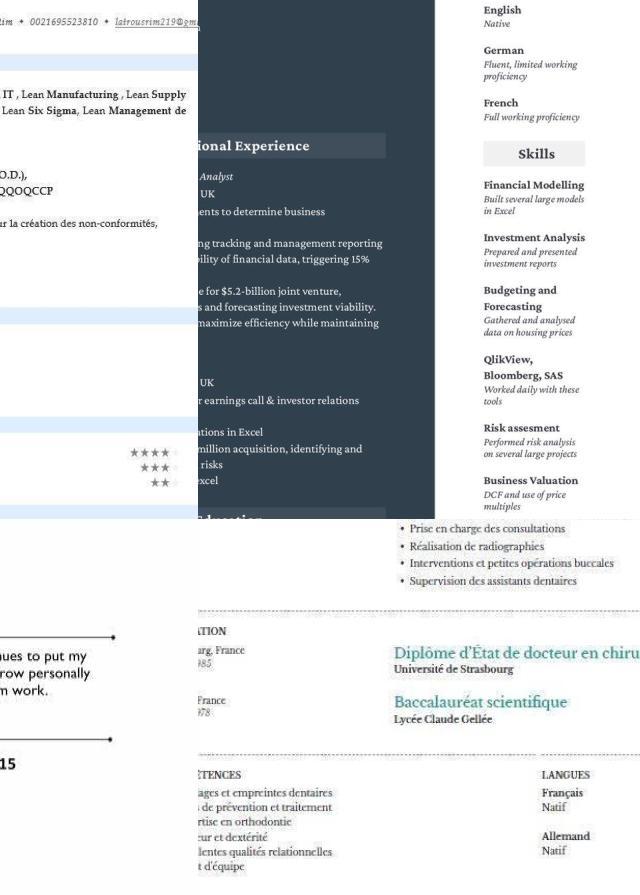 im ✦ 0021695523810 ✦ latrousrim219@gm
IT , Lean Manufacturing , Lean Supply
Lean Six Sigma, Lean Management de
O.D.),
QQOQCCP
ur la création des non-conformités,
★★★★
★★★
★★
ional Experience
Analyst
UK
ents to determine business
ng tracking and management reporting
bility of financial data, triggering 15%
e for $5.2-billion joint venture,
s and forecasting investment viability.
maximize efficiency while maintaining
UK
r earnings call & investor relations
ations in Excel
million acquisition, identifying and
risks
excel
Education
English
Native
German
Fluent, limited working
proficiency
French
Full working proficiency
Skills
Financial Modelling
Built several large models
in Excel
Investment Analysis
Prepared and presented
investment reports
Budgeting and
Forecasting
Gathered and analysed
data on housing prices
QlikView,
Bloomberg, SAS
Worked daily with these
tools
Risk assesment
Performed risk analysis
on several large projects
Business Valuation
DCF and use of price
multiples
nues to put my
row personally
m work.
15
• Prise en charge des consultations
• Réalisation de radiographies
• Interventions et petites opérations buccales
• Supervision des assistants dentaires
ATION
urg, France
985
Diplôme d'État de docteur en chiru
Université de Strasbourg
France
978
Baccalauréat scientifique
Lycée Claude Gellée
ÉTENCES
ages et empreintes dentaires
s de prévention et traitement
rtise en orthodontie
eur et dextérité
llentes qualités relationnelles
t d'équipe
LANGUES
Français
Natif
Allemand
Natif